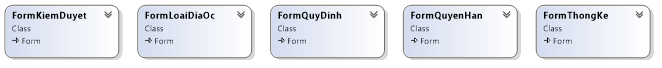 FormKiemDuyet
Class
Form
FormLoaiDiaOc
Class
Form
FormQuyDinh
Class
Form
FormQuyenHan
Class
Form
FormThongKe
Class
Form